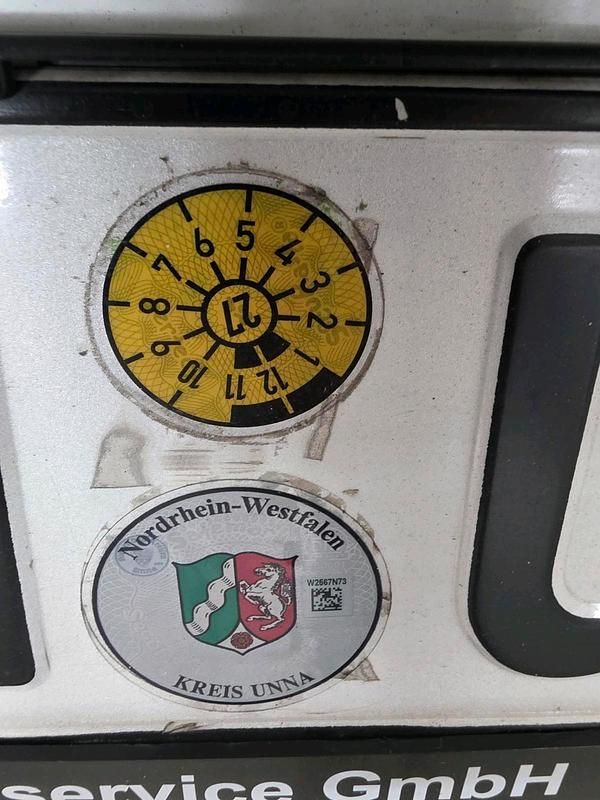 5
6 4
7 3
8 27 2
9 1
10 11 12
Nordrhein-Westfalen
W2567N73
KREIS UNNA
service GmbH